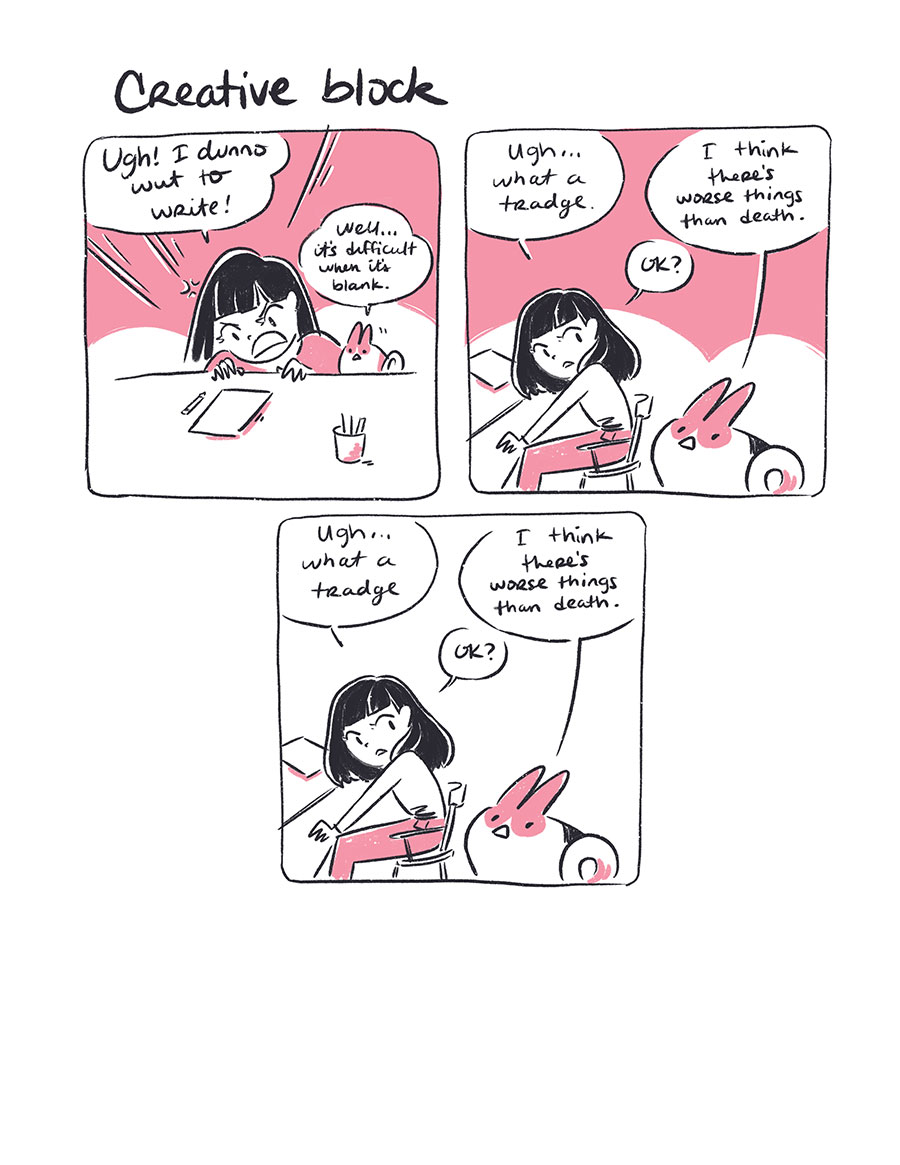 Creative block
Ugh! I dunno
wut to
write!
Well...
it's difficult
when it's
blank.
Ugh...
what a
tradge.
OK?
I think
there's
worse things
than death.
Ugh...
what a
tradge
OK?
I think
there's
worse things
than death.